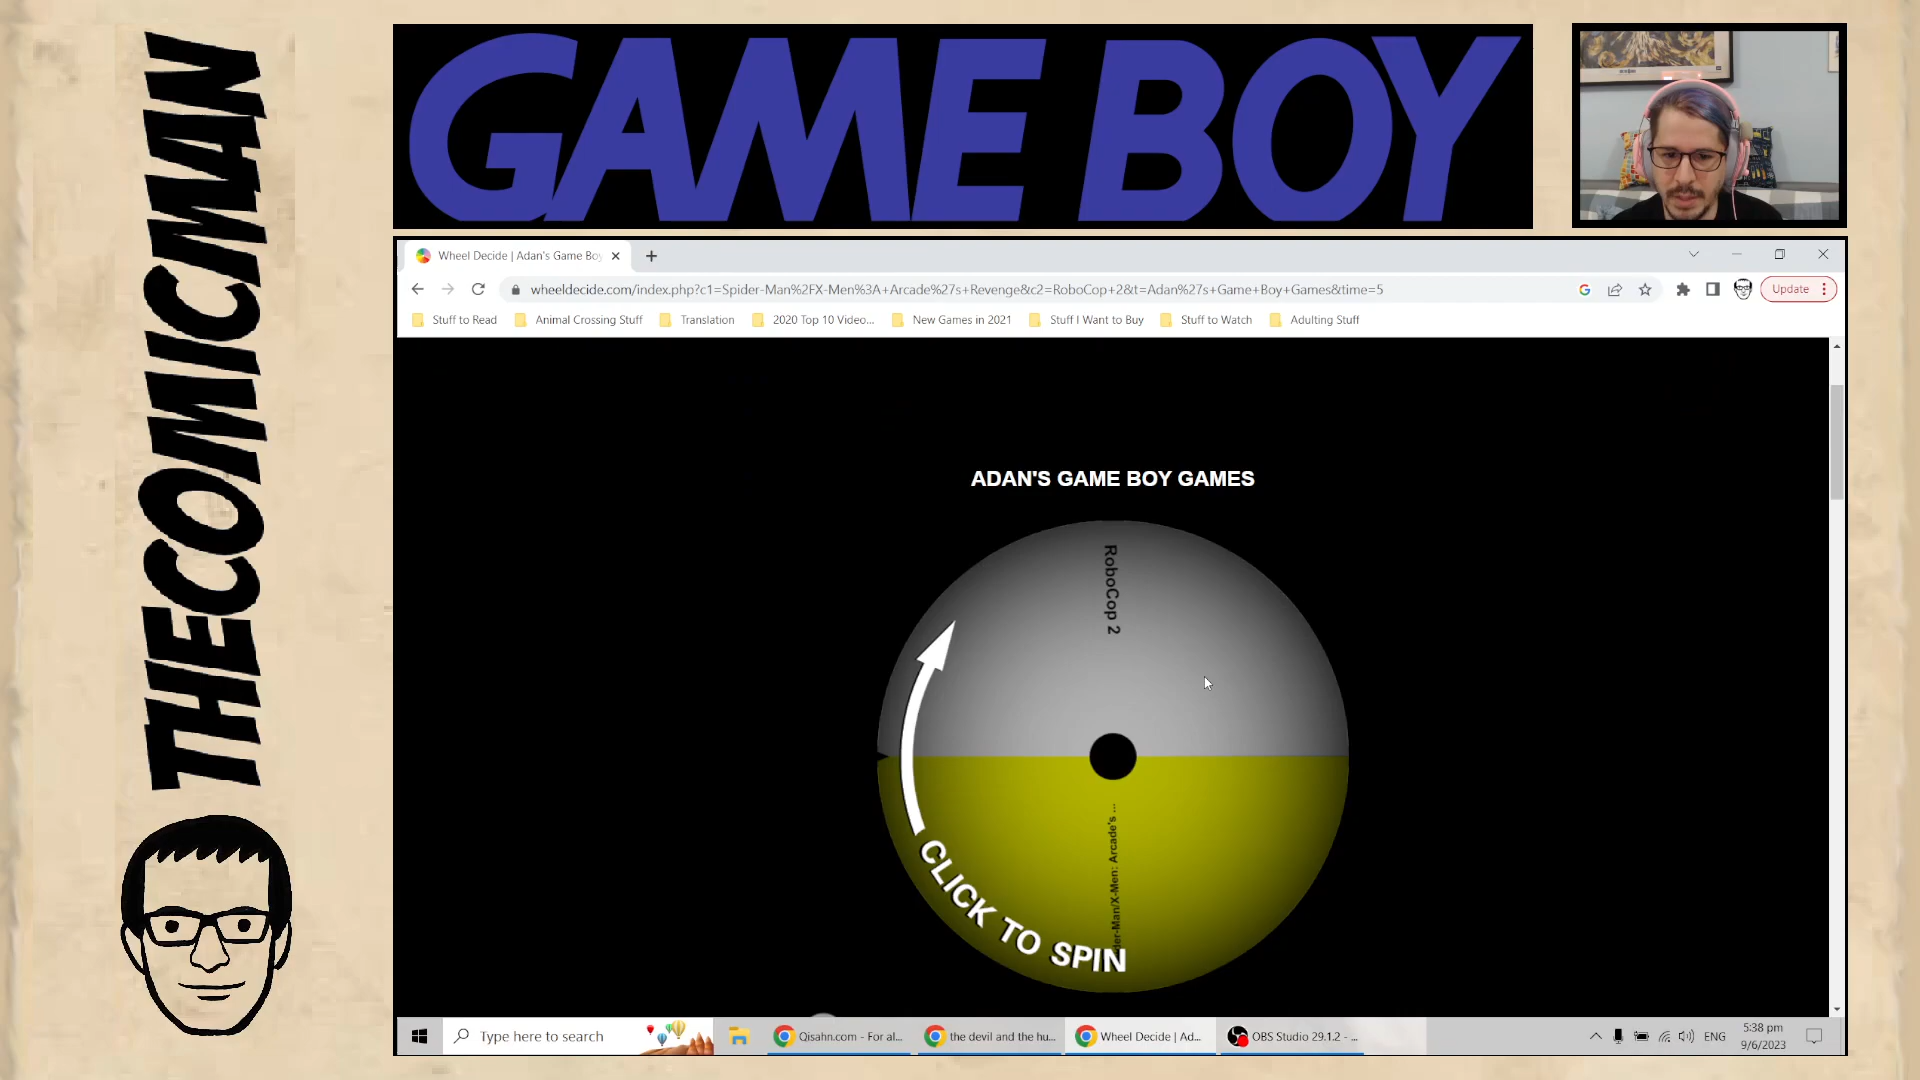 THECOMICMAN
GAME BOY
Wheel Decide | Adan's Game Boy
wheeldecide.com/index.php?c1=Spider-Man%2FX-Men%3A+Arcade%27s+Revenge&c2=RoboCop+2&t=Adan%27s+Game+Boy+Games&time=5
Update
Stuff to Read
Animal Crossing Stuff
Translation
2020 Top 10 Video...
New Games in 2021
Stuff I Want to Buy
Stuff to Watch
Adulting Stuff
ADAN'S GAME BOY GAMES
RoboCop 2
der-Man/X-Men: Arcade's ...
CLICK TO SPIN
Type here to search
Qisahn.com - For al...
the devil and the hu...
Wheel Decide | Ad...
OBS Studio 29.1.2 - ...
ENG
5:38 pm
9/6/2023